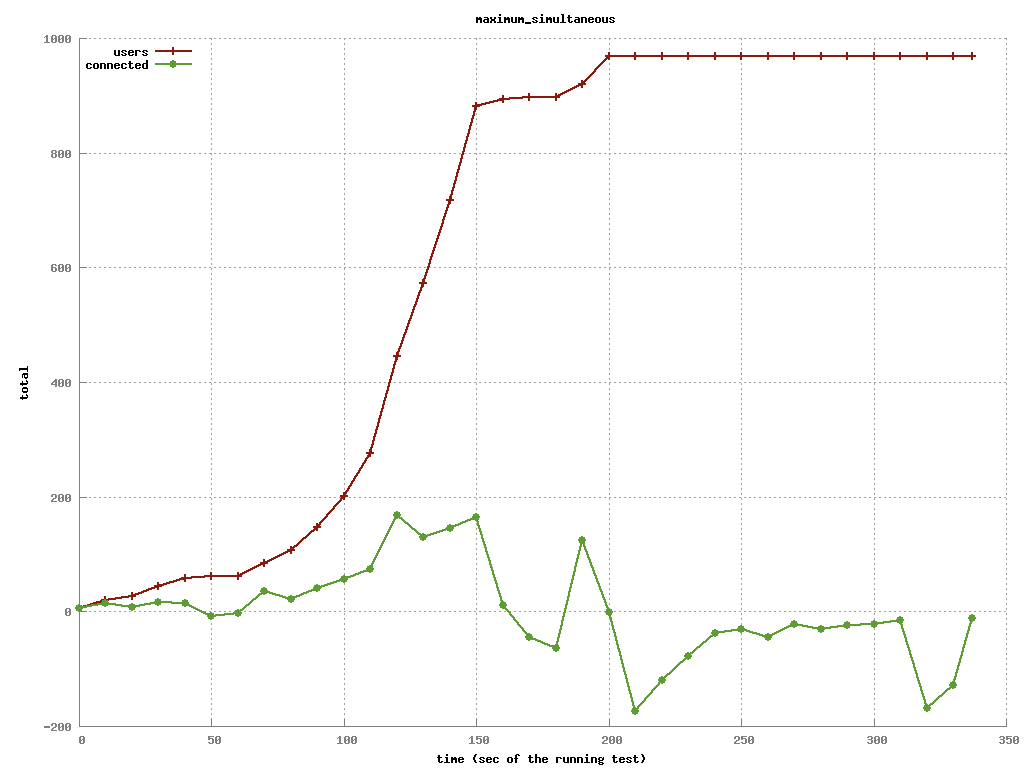 maximum_simultaneous
1000
users
connected
800
600
total
400
200
0
-200
0 50 100 150 200 250 300 350
time (sec of the running test)